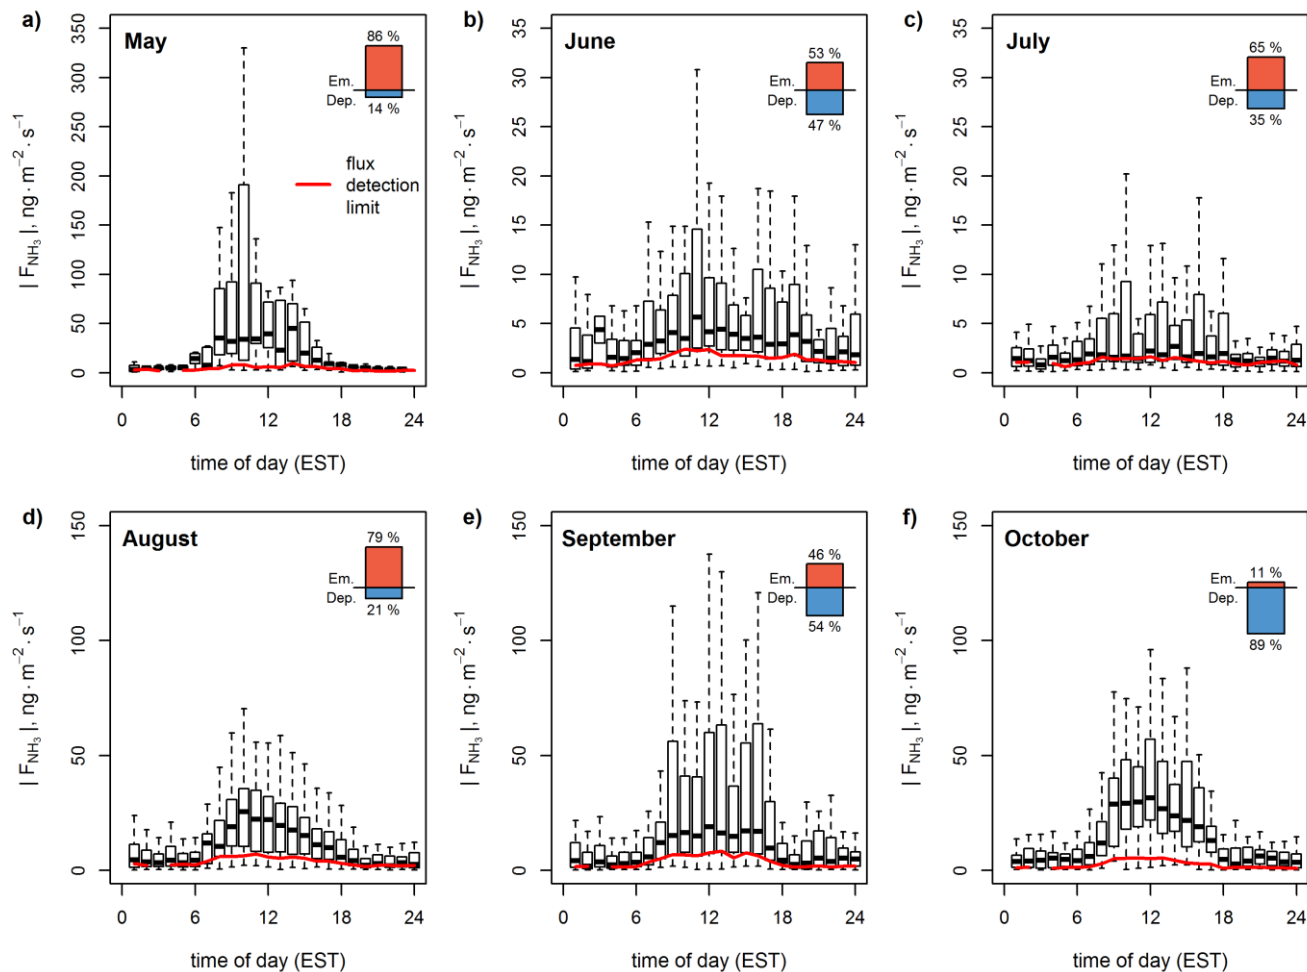 a)
May
86 %
Em.
Dep.
14 %
flux
detection
limit
| F_NH3 |, ng · m−2 · s−1
0
50
100
150
200
250
300
350
0
6
12
18
24
time of day (EST)
b)
June
53 %
Em.
Dep.
47 %
| F_NH3 |, ng · m−2 · s−1
0
5
10
15
20
25
30
35
0
6
12
18
24
time of day (EST)
c)
July
65 %
Em.
Dep.
35 %
| F_NH3 |, ng · m−2 · s−1
0
5
10
15
20
25
30
35
0
6
12
18
24
time of day (EST)
d)
August
79 %
Em.
Dep.
21 %
| F_NH3 |, ng · m−2 · s−1
0
50
100
150
0
6
12
18
24
time of day (EST)
e)
September
46 %
Em.
Dep.
54 %
| F_NH3 |, ng · m−2 · s−1
0
50
100
150
0
6
12
18
24
time of day (EST)
f)
October
11 %
Em.
Dep.
89 %
| F_NH3 |, ng · m−2 · s−1
0
50
100
150
0
6
12
18
24
time of day (EST)